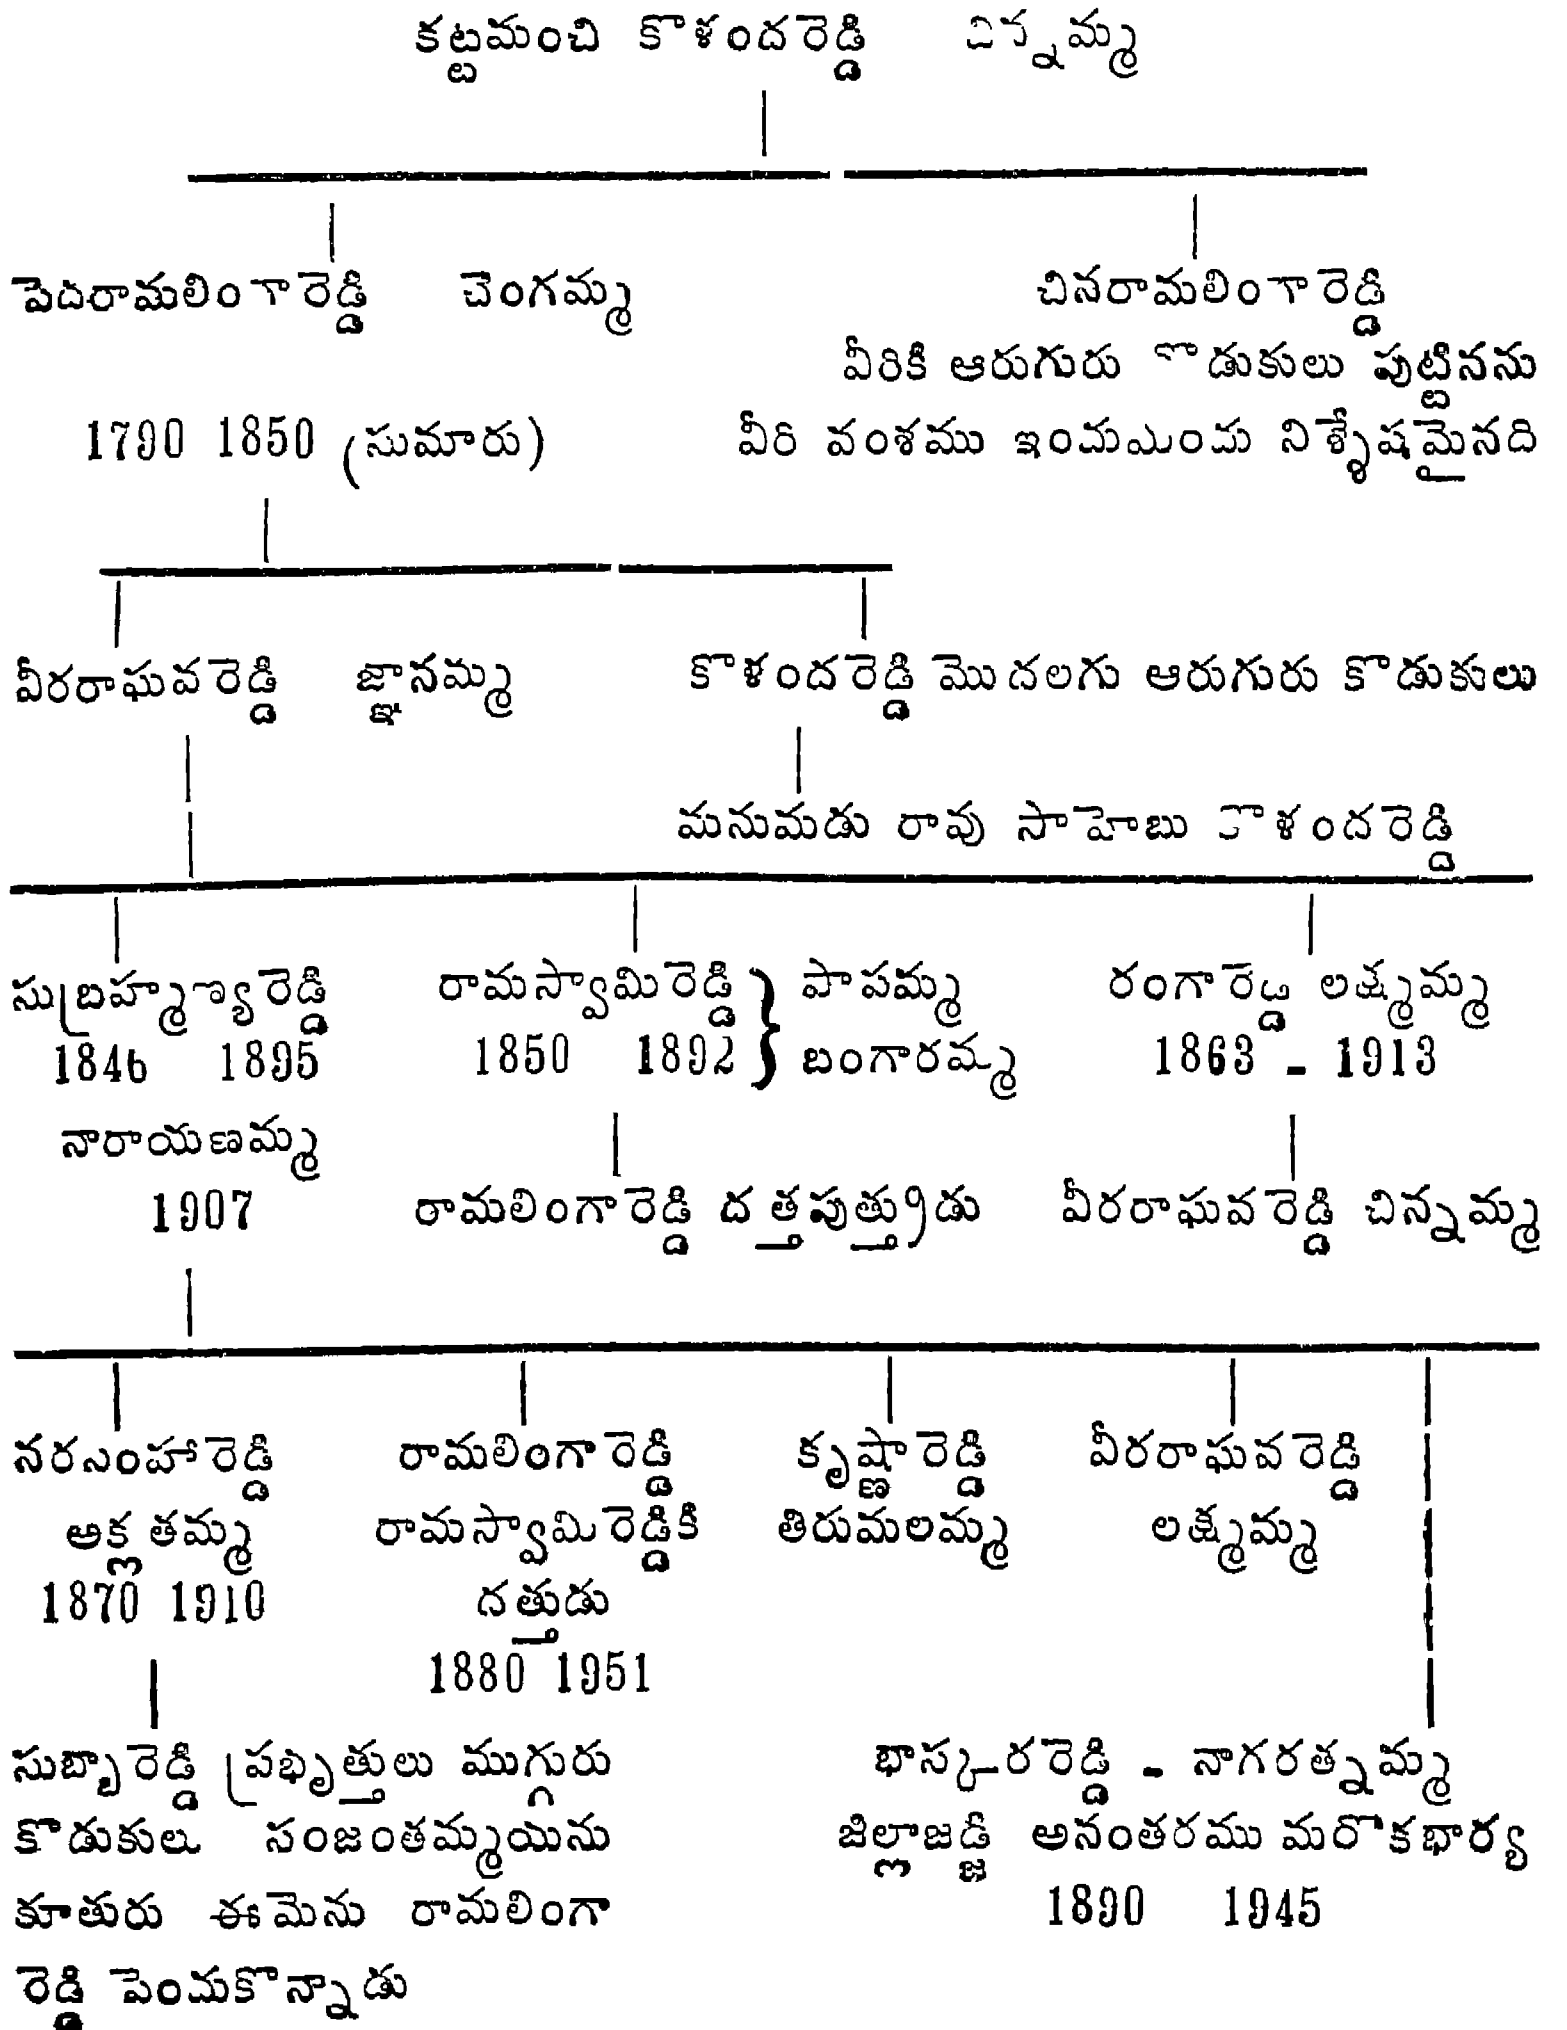 కట్టమంచి కొళందరెడ్డి చిన్నమ్మ
పెదరామలింగారెడ్డి చెంగమ్మ చినరామలింగారెడ్డి
వీరికి ఆరుగురు కొడుకులు పుట్టినను
1790 1850 (సుమారు) వీరి వంశము ఇంచుమించు నిశ్శేషమైనది
వీరరాఘవరెడ్డి జ్ఞానమ్మ కొళందరెడ్డి మొదలగు ఆరుగురు కొడుకులు
మనుమడు రావు సాహెబు కొళందరెడ్డి
సుబ్రహ్మణ్యరెడ్డి రామస్వామిరెడ్డి } పాపమ్మ రంగారెడ్డి లక్ష్మమ్మ
1846 1895 1850 1892 } బంగారమ్మ 1863 - 1913
నారాయణమ్మ
1907 రామలింగారెడ్డి దత్తపుత్త్రుడు వీరరాఘవరెడ్డి చిన్నమ్మ
నరసింహారెడ్డి రామలింగారెడ్డి కృష్ణారెడ్డి వీరరాఘవరెడ్డి
అక్లతమ్మ రామస్వామిరెడ్డికి తిరుమలమ్మ లక్ష్మమ్మ
1870 1910 దత్తుడు
1880 1951
సుబ్బారెడ్డి ప్రభృత్తులు ముగ్గురు భాస్కరరెడ్డి - నాగరత్నమ్మ
కొడుకులు సంజంతమ్మయను జిల్లాజడ్జి అనంతరము మరొకభార్య
కూతురు ఈమెను రామలింగా 1890 1945
రెడ్డి పెంచుకొన్నాడు